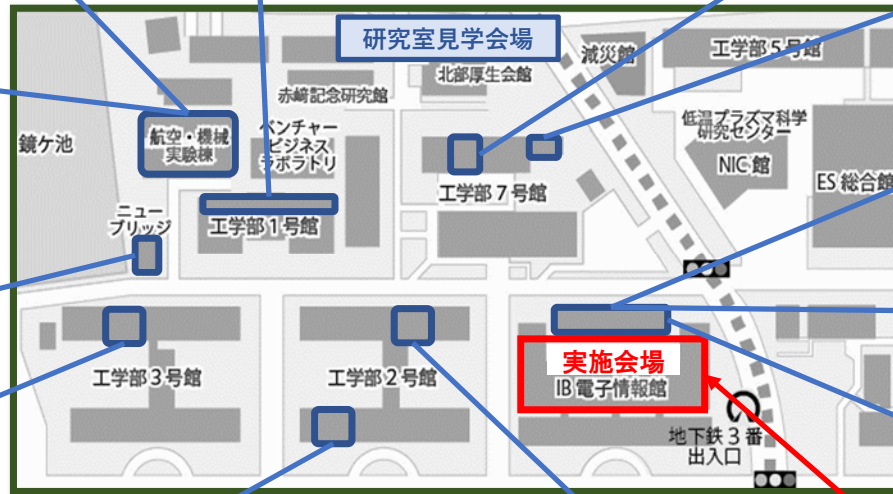 研究室見学会場
減災館
工学部5号館
北部厚生会館
赤﨑記念研究館
鏡ケ池
航空・機械
実験棟
ベンチャー
ビジネス
ラボラトリ
低温プラズマ科学
研究センター
NIC館
ES総合館
工学部7号館
ニュー
ブリッジ
工学部1号館
実施会場
IB電子情報館
工学部3号館
工学部2号館
地下鉄3番
出入口